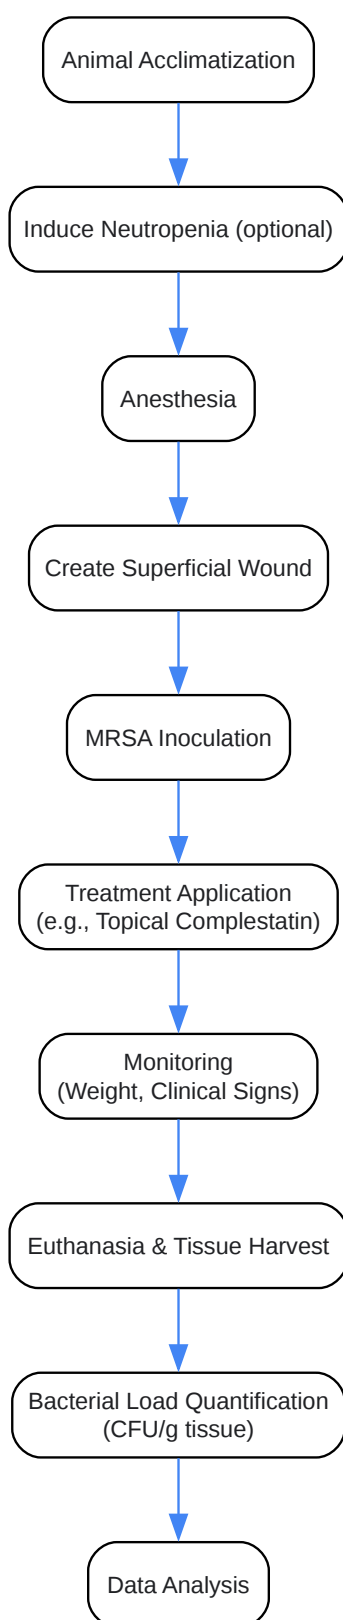 Animal Acclimatization
Induce Neutropenia (optional)
Anesthesia
Create Superficial Wound
MRSA Inoculation
Treatment Application
(e.g., Topical Complestatin)
Monitoring
(Weight, Clinical Signs)
Euthanasia & Tissue Harvest
Bacterial Load Quantification
(CFU/g tissue)
Data Analysis